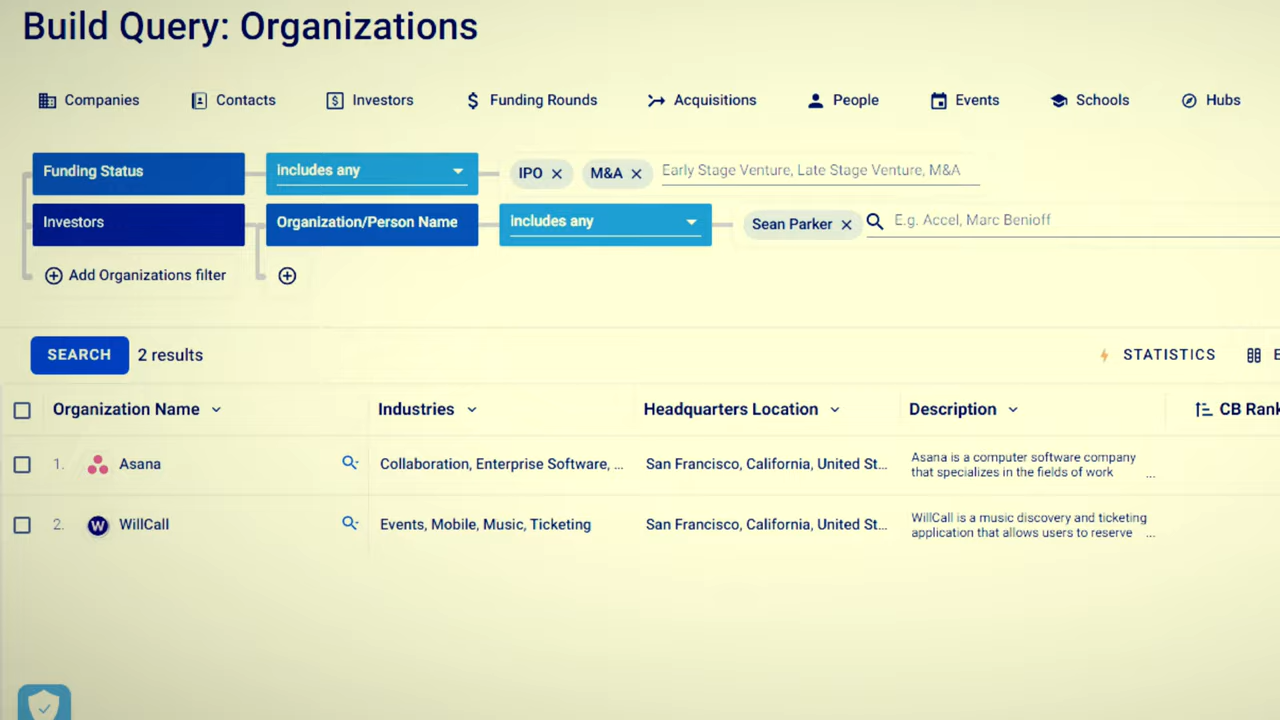 Build Query: Organizations
Companies Contacts Investors Funding Rounds Acquisitions People Events Schools Hubs
Funding Status Includes any IPO M&A Early Stage Venture, Late Stage Venture, M&A
Investors Organization/Person Name Includes any Sean Parker E.g. Accel, Marc Benioff
Add Organizations filter
SEARCH 2 results STATISTICS E
Organization Name Industries Headquarters Location Description CB Rank
1. Asana Collaboration, Enterprise Software, ... San Francisco, California, United St... Asana is a computer software company
that specializes in the fields of work ...
2. WillCall Events, Mobile, Music, Ticketing San Francisco, California, United St... WillCall is a music discovery and ticketing
application that allows users to reserve ...